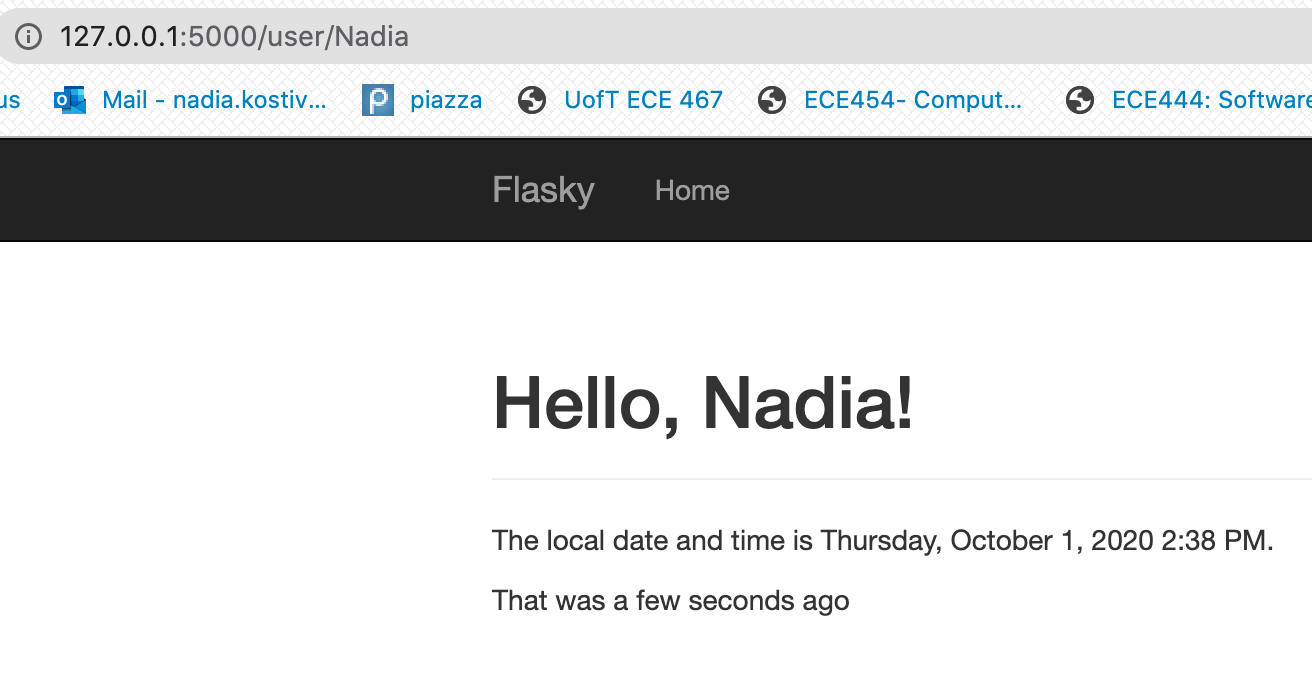 127.0.0.1:5000/user/Nadia
us Mail - nadia.kostiv... piazza UofT ECE 467 ECE454- Comput... ECE444: Software
Flasky Home
Hello, Nadia!
The local date and time is Thursday, October 1, 2020 2:38 PM.
That was a few seconds ago